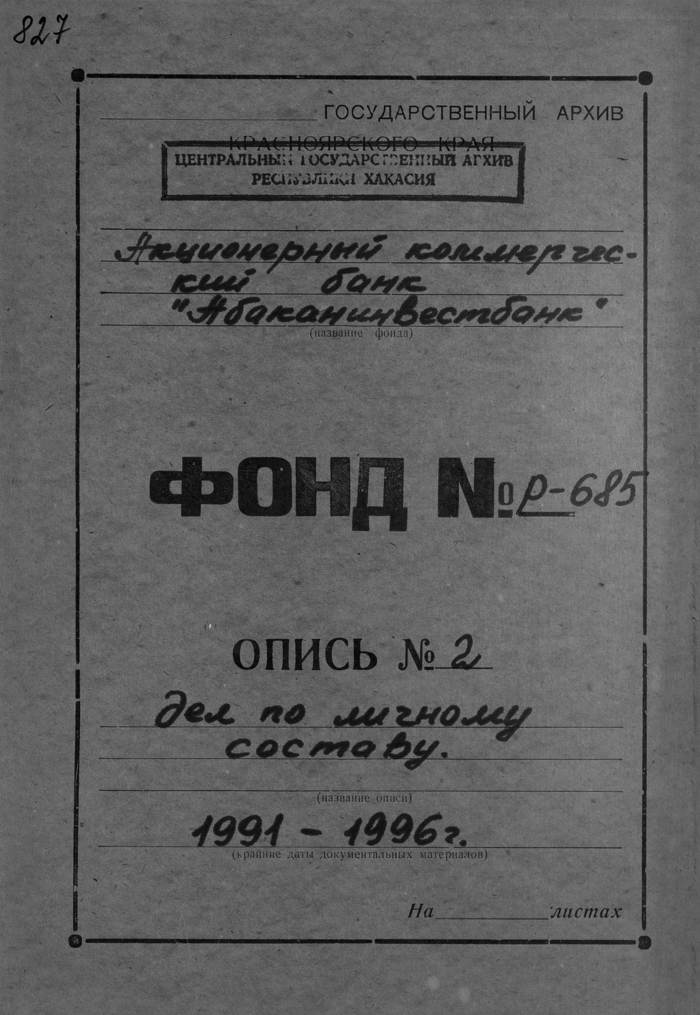 827
ГОСУДАРСТВЕННЫЙ АРХИВ
КРАСНОЯРСКОГО КРАЯ
ЦЕНТРАЛЬНЫЙ ГОСУДАРСТВЕННЫЙ АРХИВ
РЕСПУБЛИКИ ХАКАСИЯ
Акционерный коммерчес-
кий банк
"Абаканинвестбанк"
(название фонда)
ФОНД № Р-685
ОПИСЬ № 2
дел по личному
составу.
(название описи)
1991 - 1996г.
(крайние даты документальных материалов)
На листах